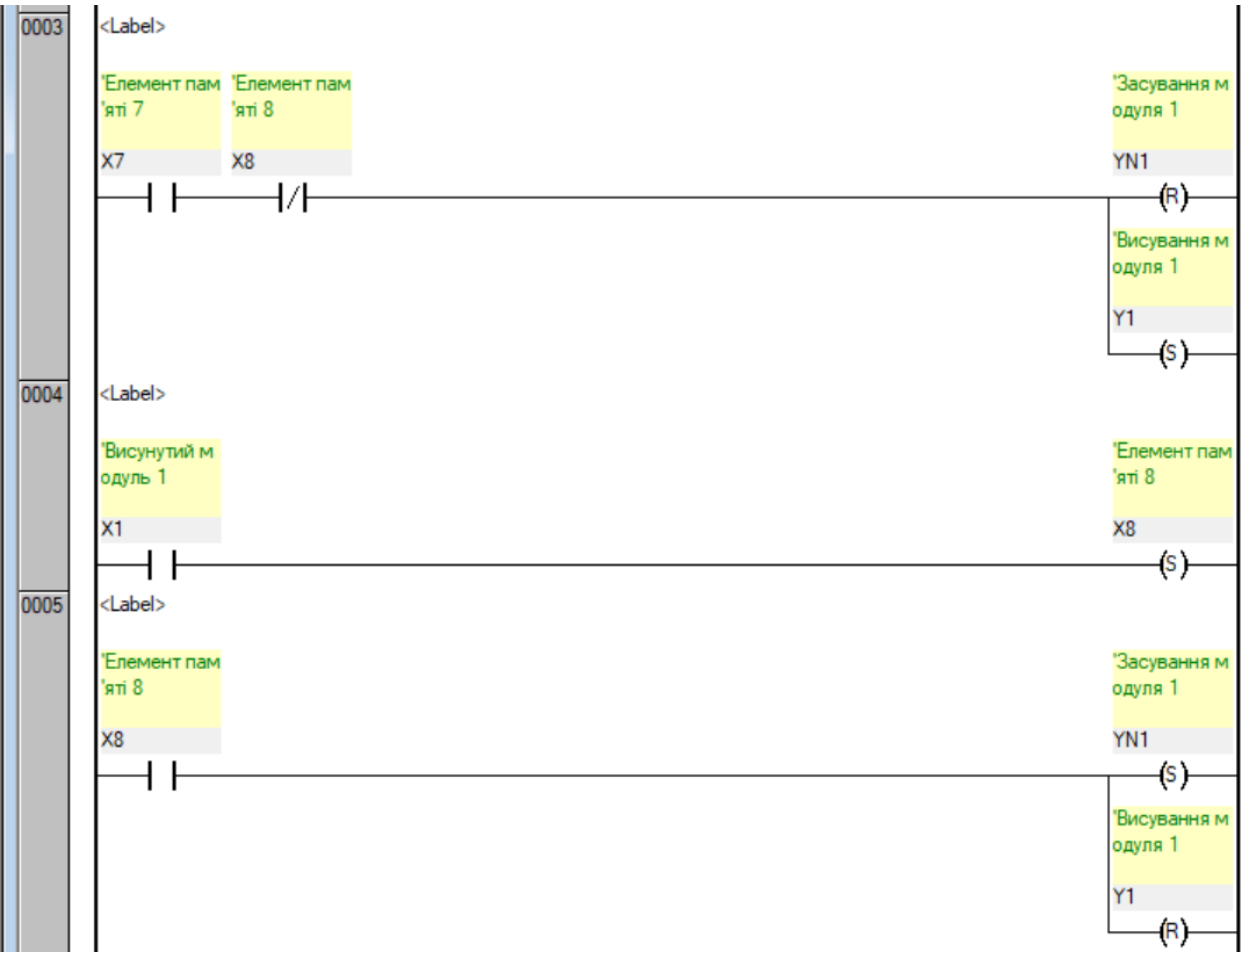 0003
<Label>
'Елемент пам 'Елемент пам 'Засування м
'яті 7 'яті 8 одуля 1
X7 X8 YN1
/ (R)
'Висування м
одуля 1
Y1
(S)
0004
<Label>
'Висунутий м 'Елемент пам
одуль 1 'яті 8
X1 X8
(S)
0005
<Label>
'Елемент пам 'Засування м
'яті 8 одуля 1
X8 YN1
(S)
'Висування м
одуля 1
Y1
(R)